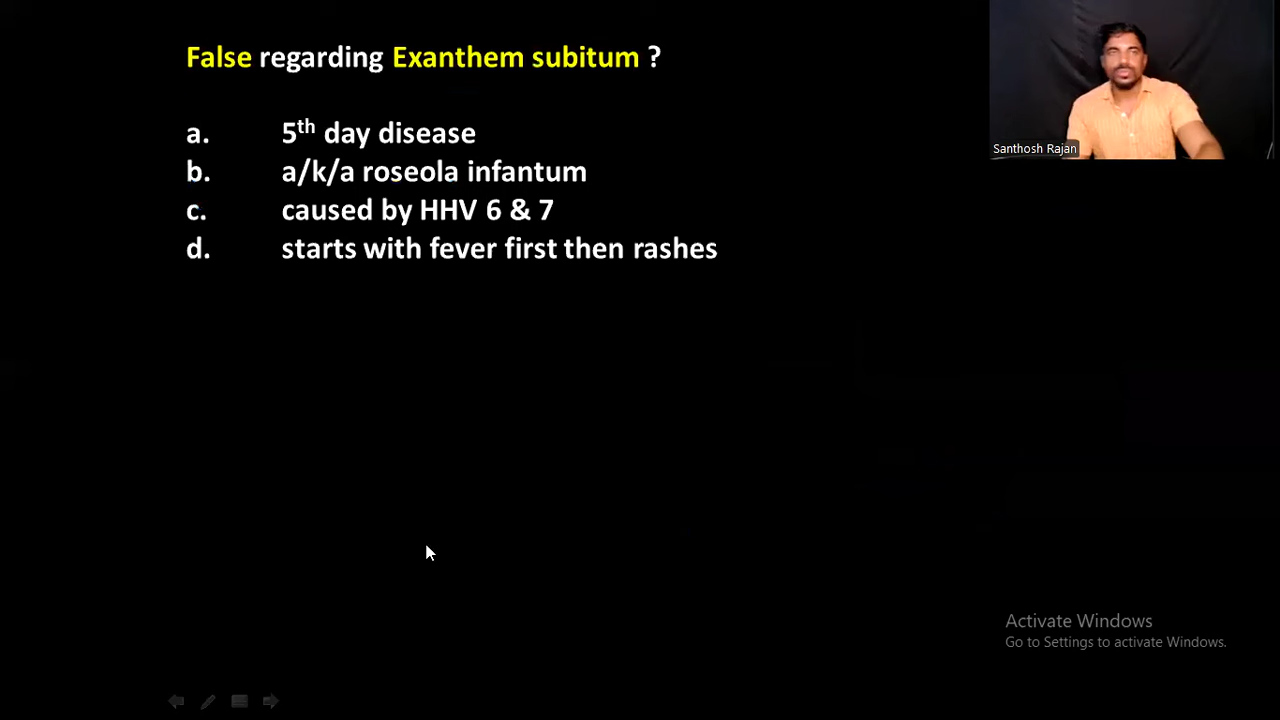 False regarding Exanthem subitum ?
a. 5th day disease
b. a/k/a roseola infantum
c. caused by HHV 6 & 7
d. starts with fever first then rashes
Santhosh Rajan
Activate Windows
Go to Settings to activate Windows.